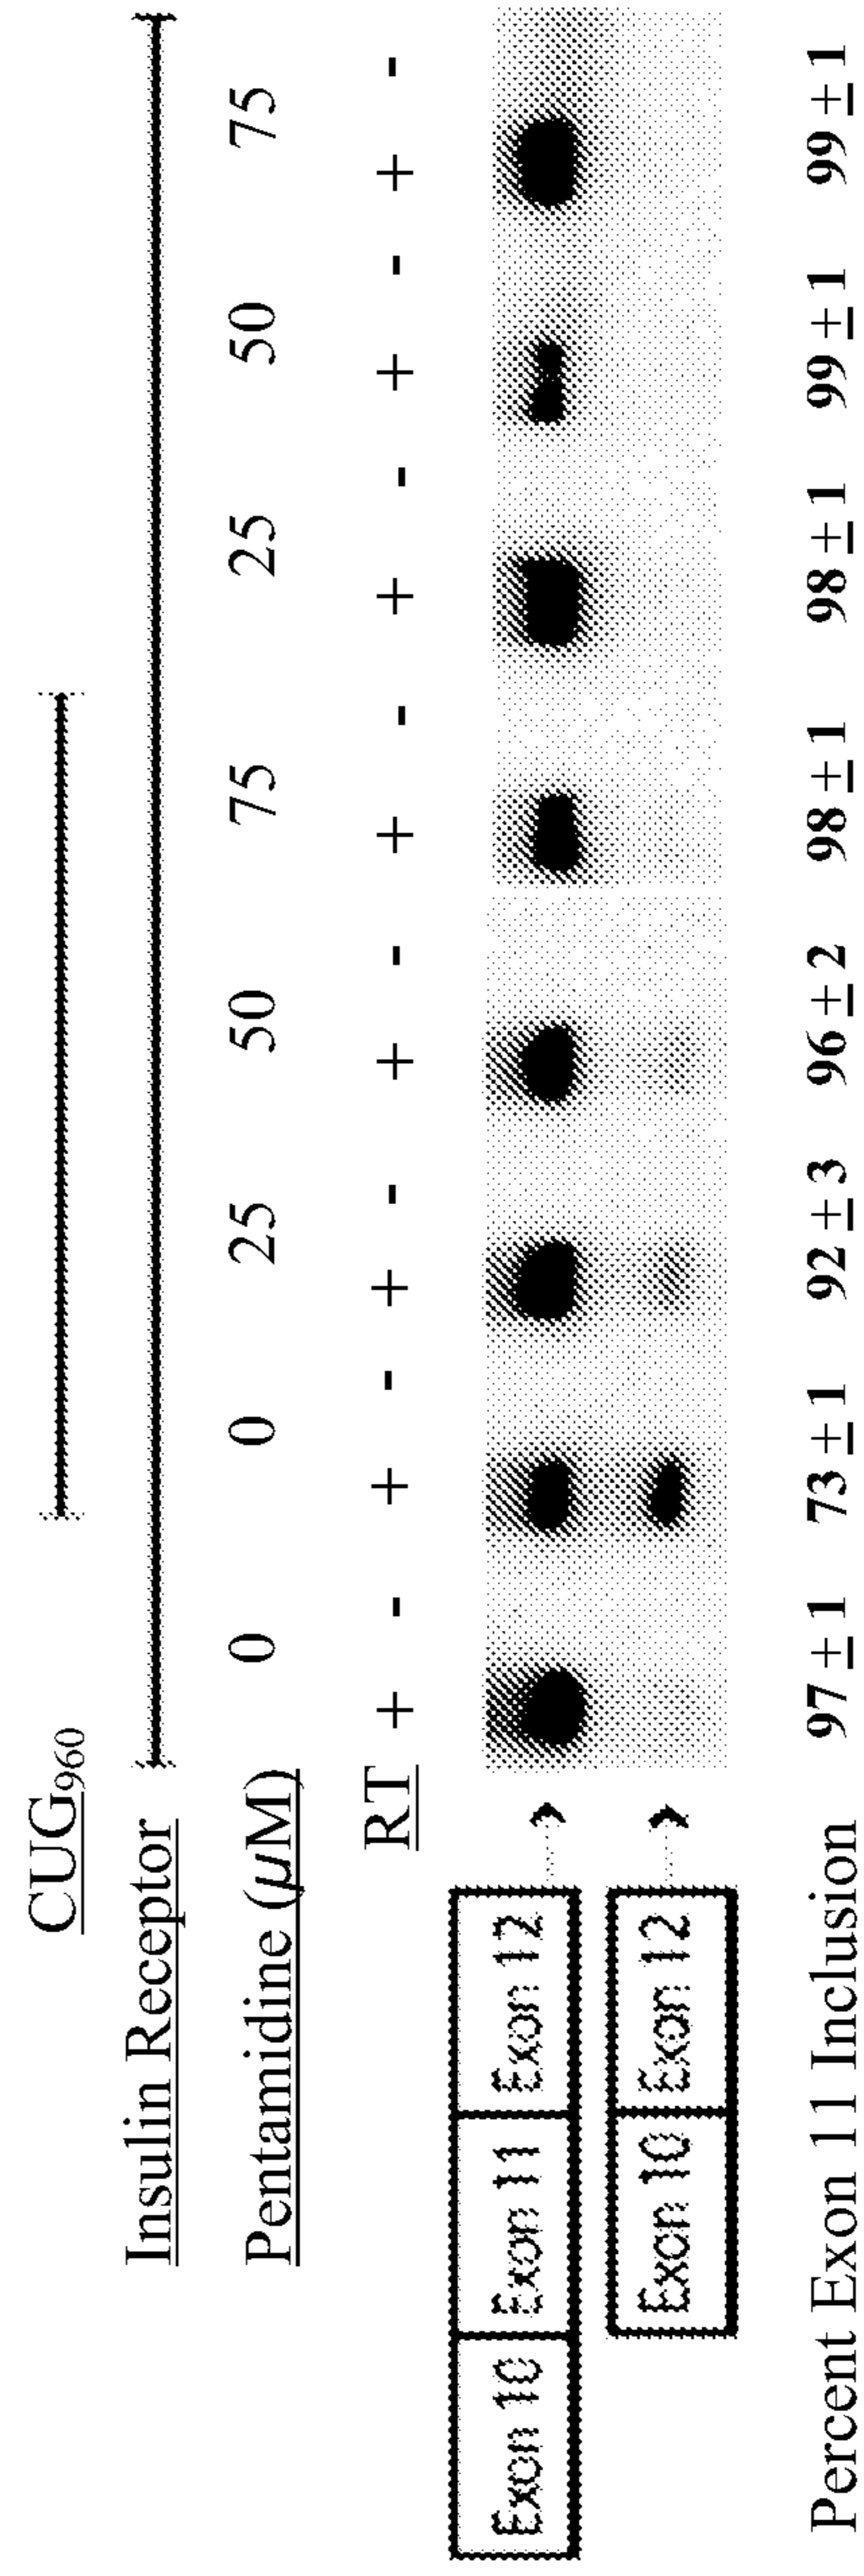 CUG960
Insulin Receptor
Pentamidine (µM) 0 0 25 50 75 25 50 75
RT + - + - + - + - + - + - + - + -
Exon 10 Exon 11 Exon 12
Exon 10 Exon 12
Percent Exon 11 Inclusion 97 ± 1 73 ± 1 92 ± 3 96 ± 2 98 ± 1 98 ± 1 99 ± 1 99 ± 1